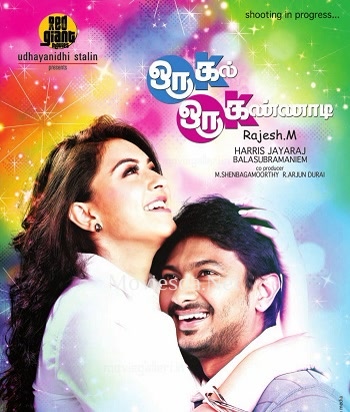 shooting in progress...
RED
GIANT
MOVIES
udhayanidhi stalin
presents
ஒரு கல்
ஒரு கண்ணாடி
Rajesh.M
HARRIS JAYARAJ
BALASUBRAMANIEM
co producer
M.SHENBAGAMOORTHY R.ARJUN DURAI